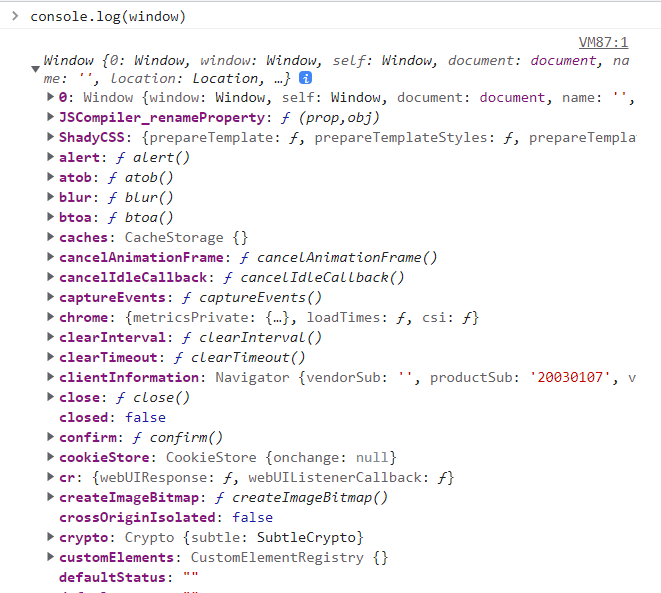 > console.log(window)
VM87:1
▼ Window {0: Window, window: Window, self: Window, document: document, na
me: '', location: Location, …} i
▶ 0: Window {window: Window, self: Window, document: document, name: '',
▶ JSCompiler_renameProperty: ƒ (prop,obj)
▶ ShadyCSS: {prepareTemplate: ƒ, prepareTemplateStyles: ƒ, prepareTempla
▶ alert: ƒ alert()
▶ atob: ƒ atob()
▶ blur: ƒ blur()
▶ btoa: ƒ btoa()
▶ caches: CacheStorage {}
▶ cancelAnimationFrame: ƒ cancelAnimationFrame()
▶ cancelIdleCallback: ƒ cancelIdleCallback()
▶ captureEvents: ƒ captureEvents()
▶ chrome: {metricsPrivate: {…}, loadTimes: ƒ, csi: ƒ}
▶ clearInterval: ƒ clearInterval()
▶ clearTimeout: ƒ clearTimeout()
▶ clientInformation: Navigator {vendorSub: '', productSub: '20030107', v
▶ close: ƒ close()
closed: false
▶ confirm: ƒ confirm()
▶ cookieStore: CookieStore {onchange: null}
▶ cr: {webUIResponse: ƒ, webUIListenerCallback: ƒ}
▶ createImageBitmap: ƒ createImageBitmap()
crossOriginIsolated: false
▶ crypto: Crypto {subtle: SubtleCrypto}
▶ customElements: CustomElementRegistry {}
defaultStatus: ""